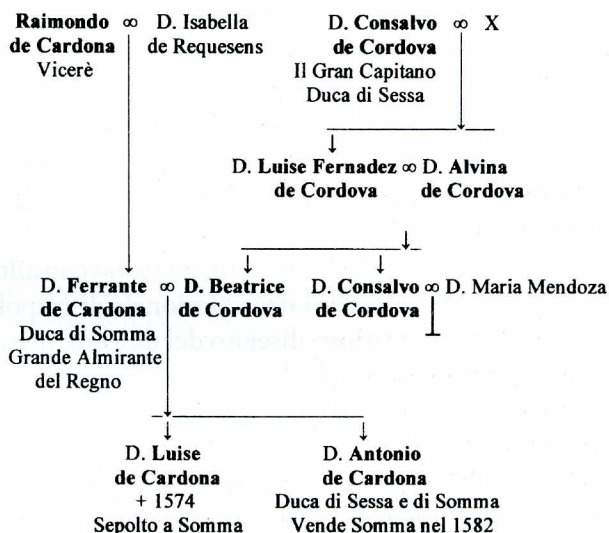 Raimondo ∞ D. Isabella
de Cardona de Requesens
Vicerè
D. Consalvo ∞ X
de Cordova
Il Gran Capitano
Duca di Sessa
D. Luise Fernadez ∞ D. Alvina
de Cordova de Cordova
D. Ferrante ∞ D. Beatrice
de Cardona de Cordova
Duca di Somma
Grande Almirante
del Regno
D. Consalvo ∞ D. Maria Mendoza
de Cordova
D. Luise
de Cardona
+ 1574
Sepolto a Somma
D. Antonio
de Cardona
Duca di Sessa e di Somma
Vende Somma nel 1582